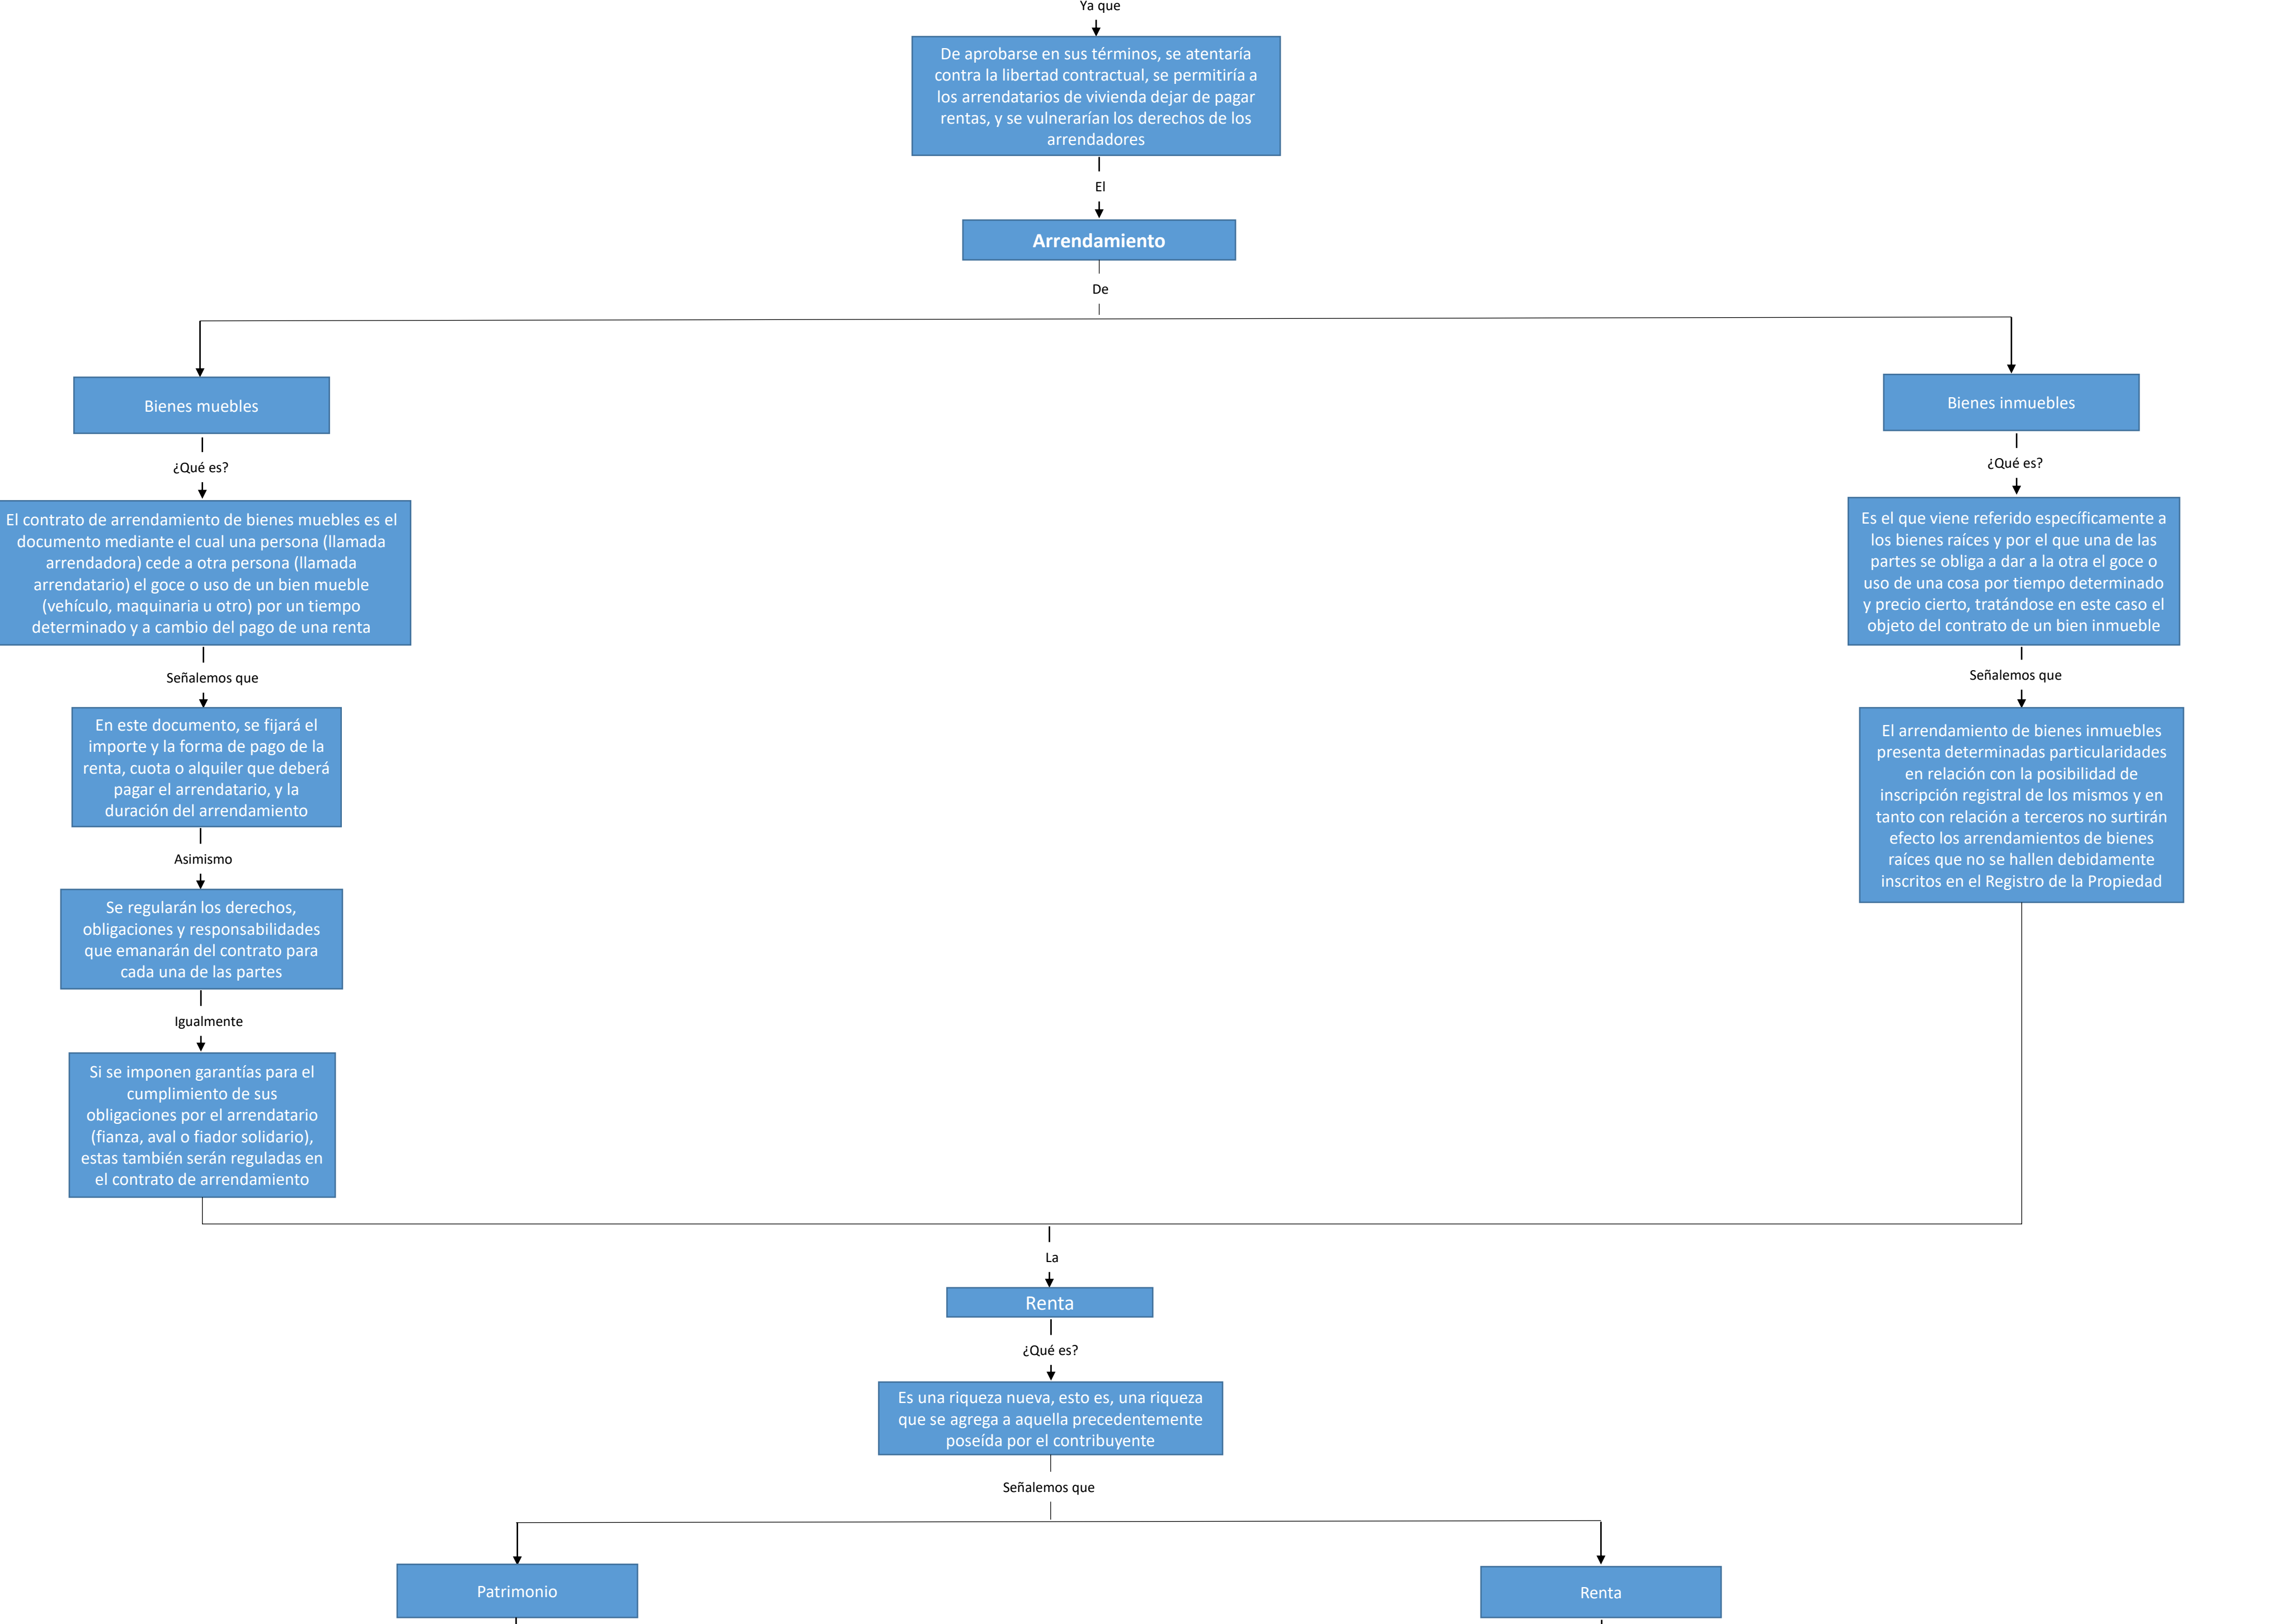 Ya que
De aprobarse en sus términos, se atentaría
contra la libertad contractual, se permitiría a
los arrendatarios de vivienda dejar de pagar
rentas, y se vulnerarían los derechos de los
arrendadores
El
Arrendamiento
De
Bienes muebles
¿Qué es?
El contrato de arrendamiento de bienes muebles es el
documento mediante el cual una persona (llamada
arrendadora) cede a otra persona (llamada
arrendatario) el goce o uso de un bien mueble
(vehículo, maquinaria u otro) por un tiempo
determinado y a cambio del pago de una renta
Señalemos que
En este documento, se fijará el
importe y la forma de pago de la
renta, cuota o alquiler que deberá
pagar el arrendatario, y la
duración del arrendamiento
Asimismo
Se regularán los derechos,
obligaciones y responsabilidades
que emanarán del contrato para
cada una de las partes
Igualmente
Si se imponen garantías para el
cumplimiento de sus
obligaciones por el arrendatario
(fianza, aval o fiador solidario),
estas también serán reguladas en
el contrato de arrendamiento
Bienes inmuebles
¿Qué es?
Es el que viene referido específicamente a
los bienes raíces y por el que una de las
partes se obliga a dar a la otra el goce o
uso de una cosa por tiempo determinado
y precio cierto, tratándose en este caso el
objeto del contrato de un bien inmueble
Señalemos que
El arrendamiento de bienes inmuebles
presenta determinadas particularidades
en relación con la posibilidad de
inscripción registral de los mismos y en
tanto con relación a terceros no surtirán
efecto los arrendamientos de bienes
raíces que no se hallen debidamente
inscritos en el Registro de la Propiedad
La
Renta
¿Qué es?
Es una riqueza nueva, esto es, una riqueza
que se agrega a aquella precedentemente
poseída por el contribuyente
Señalemos que
Patrimonio
Renta